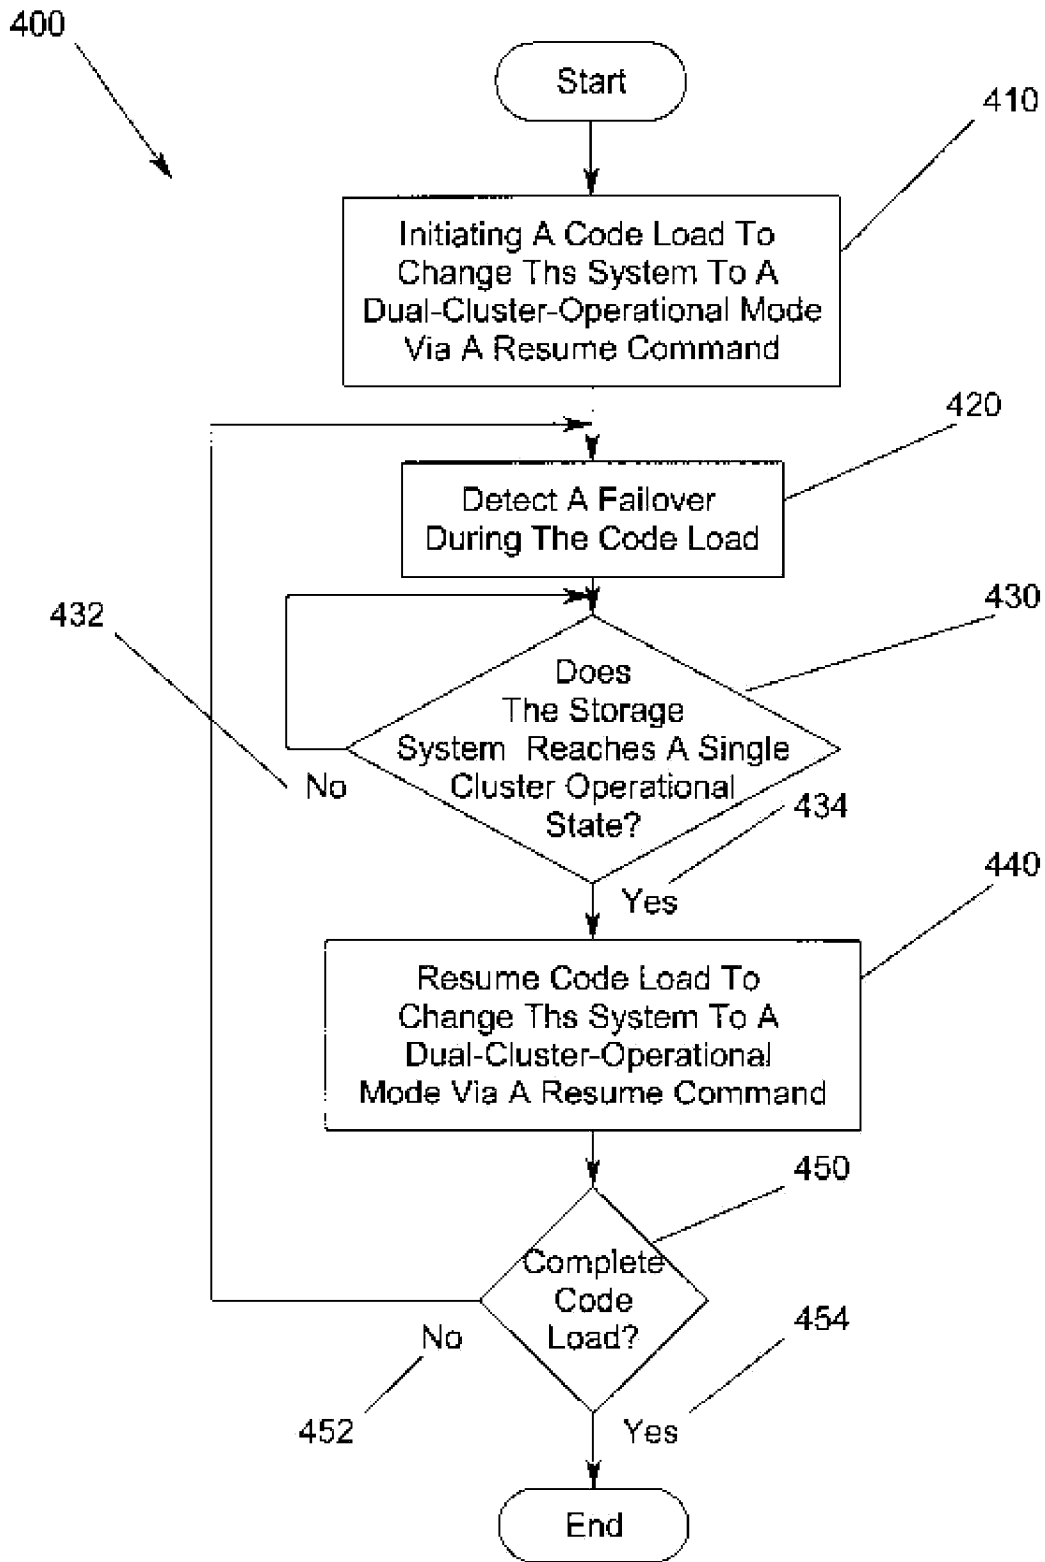 400
Start
410
Initiating A Code Load To
Change Ths System To A
Dual-Cluster-Operational Mode
Via A Resume Command
420
Detect A Failover
During The Code Load
430
432
Does
The Storage
System Reaches A Single
Cluster Operational
State?
No
434
Yes
440
Resume Code Load To
Change Ths System To A
Dual-Cluster-Operational
Mode Via A Resume Command
450
Complete
Code
Load?
No
454
452
Yes
End